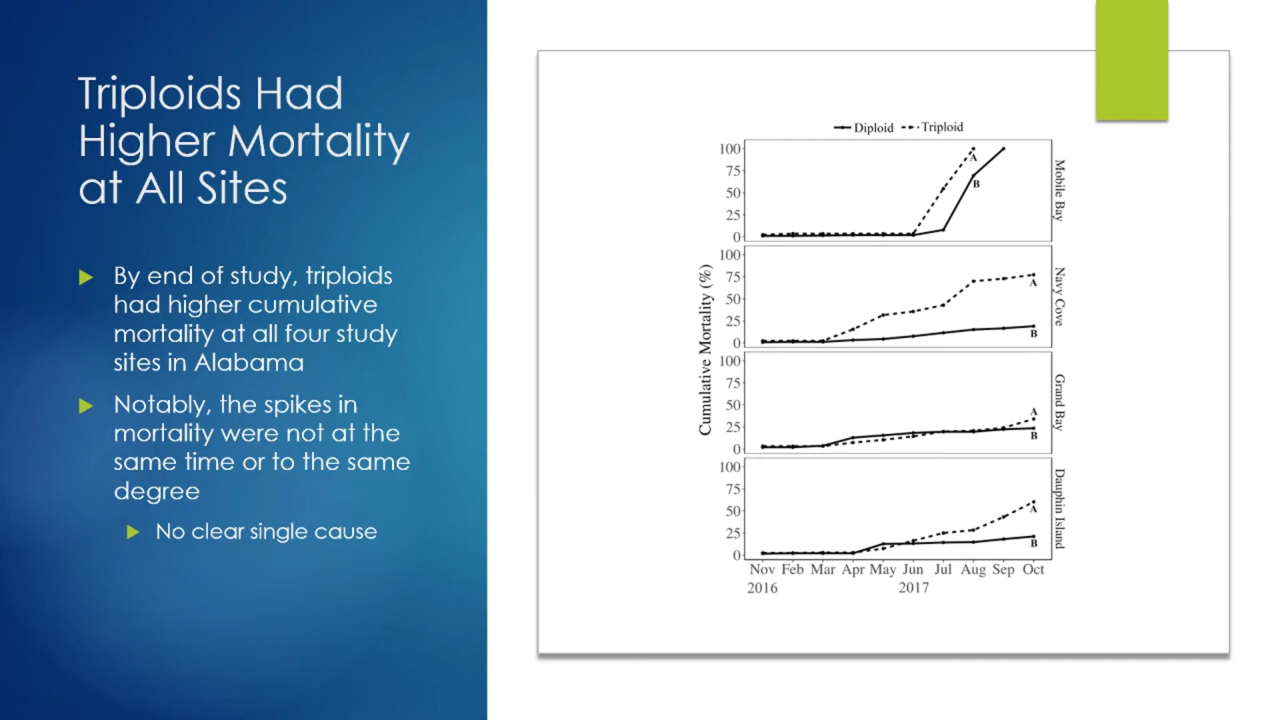 Triploids Had
Higher Mortality
at All Sites
By end of study, triploids
had higher cumulative
mortality at all four study
sites in Alabama
Notably, the spikes in
mortality were not at the
same time or to the same
degree
No clear single cause
Diploid Triploid
Cumulative Mortality (%)
100
75
50
25
0
A
B
Mobile Bay
100
75
50
25
0
A
B
Navy Cove
100
75
50
25
0
A
B
Grand Bay
100
75
50
25
0
A
B
Dauphin Island
Nov Feb Mar Apr May Jun Jul Aug Sep Oct
2016 2017